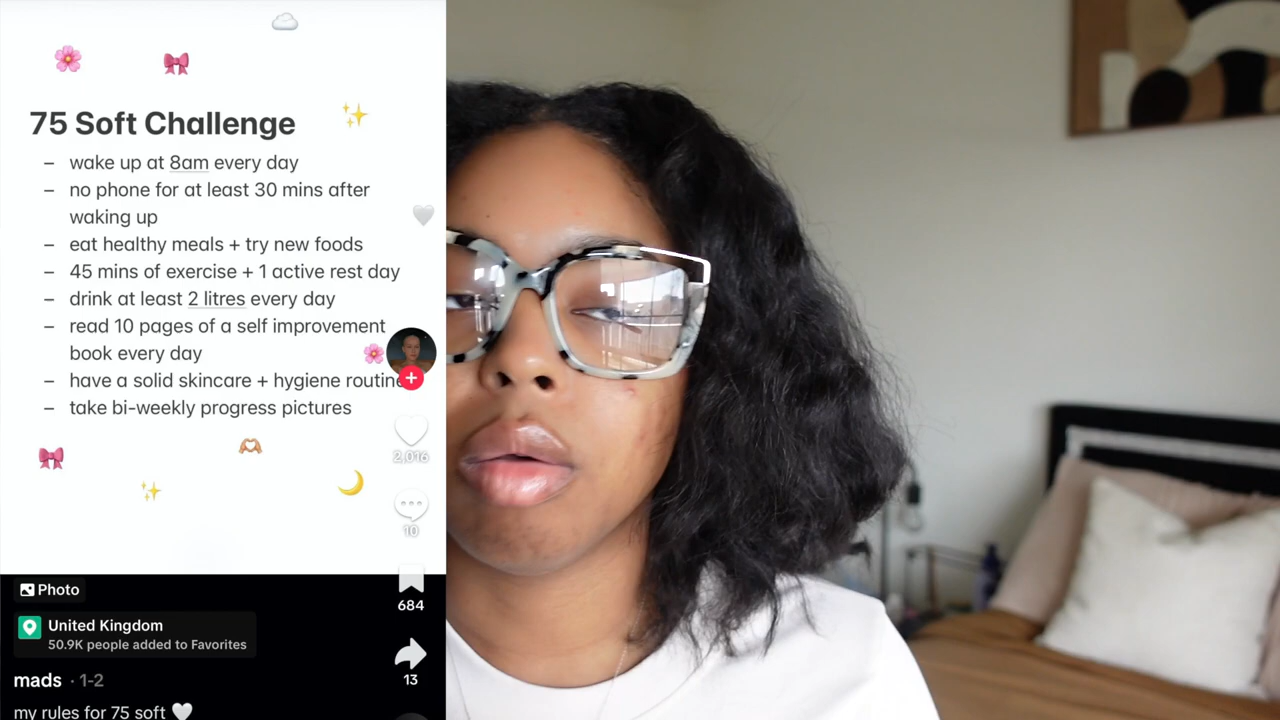 75 Soft Challenge
– wake up at 8am every day
– no phone for at least 30 mins after
waking up
– eat healthy meals + try new foods
– 45 mins of exercise + 1 active rest day
– drink at least 2 litres every day
– read 10 pages of a self improvement
book every day
– have a solid skincare + hygiene routine
– take bi-weekly progress pictures
2,016
10
684
13
Photo
United Kingdom
50.9K people added to Favorites
mads · 1-2
my rules for 75 soft 🤍